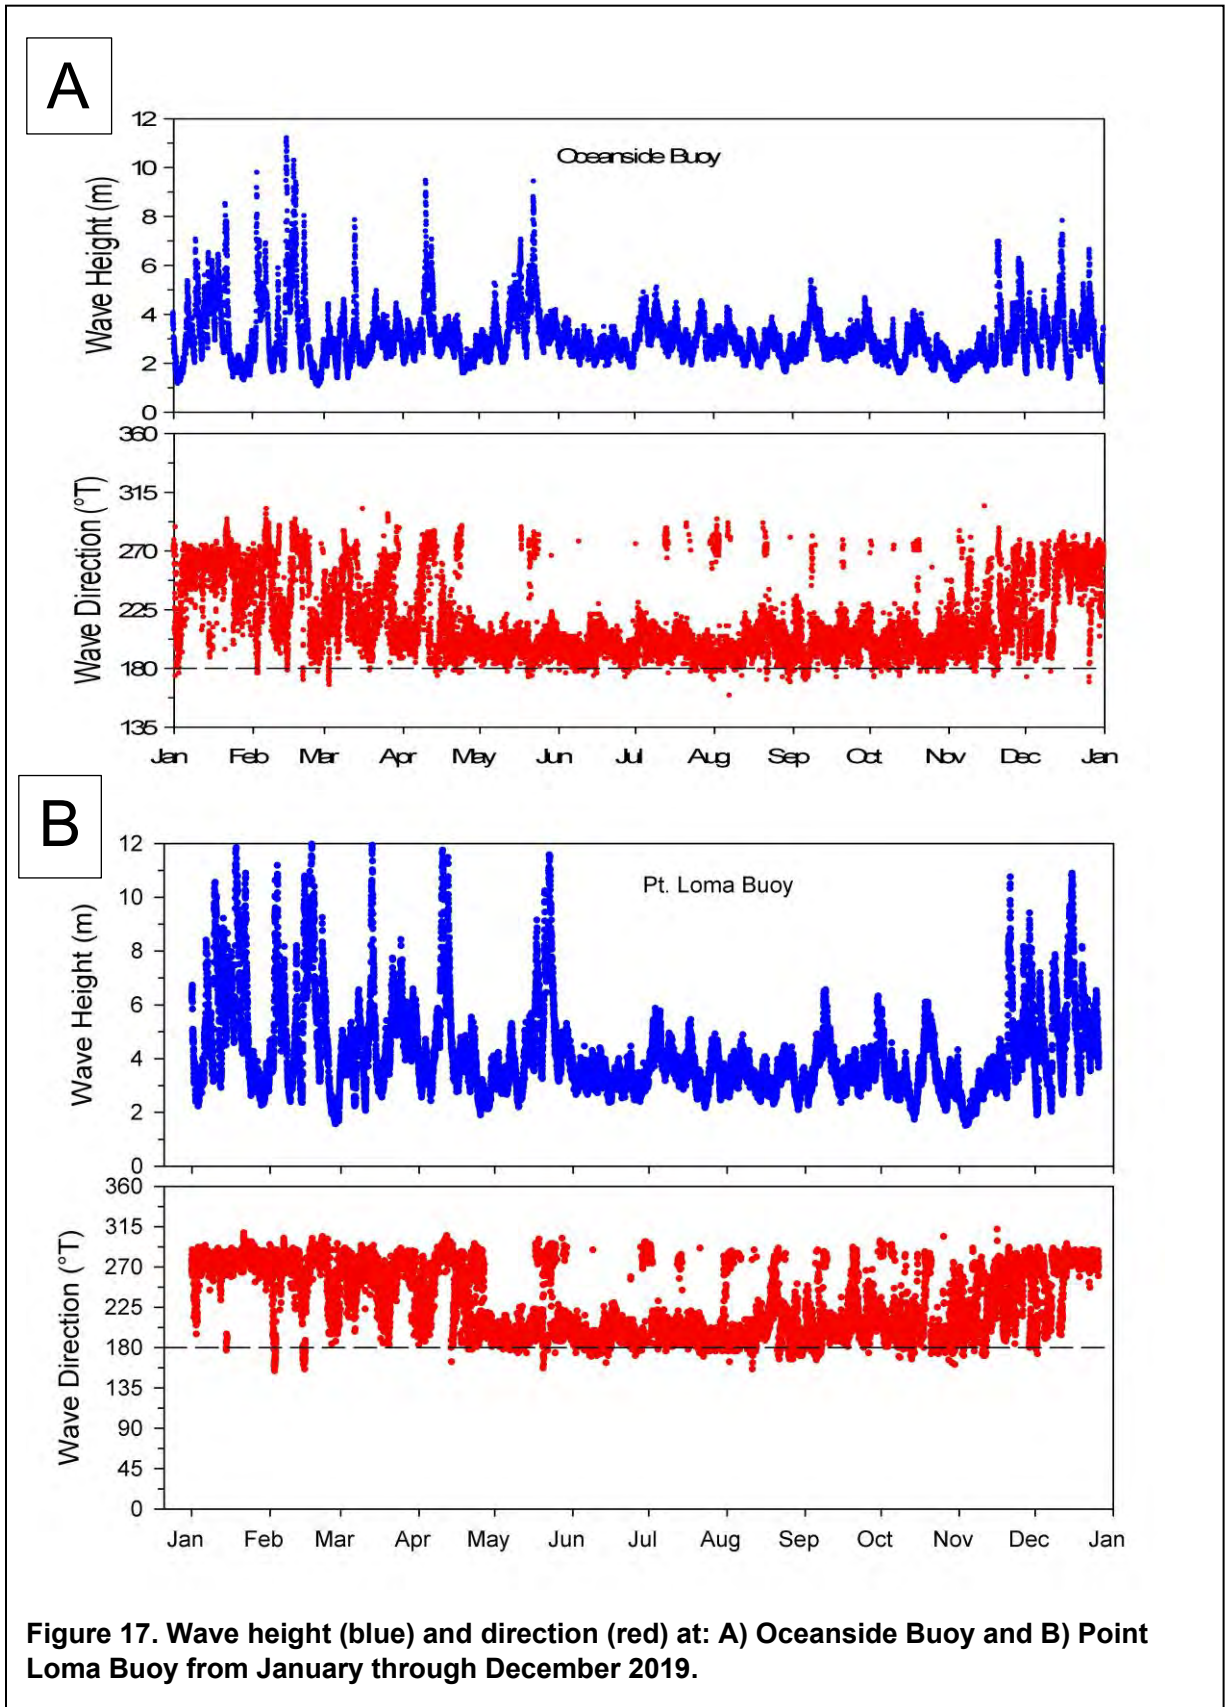 A
12
10
8
6
4
2
0
Wave Height (m)
Oceanside Buoy
360
315
270
225
180
135
Wave Direction (°T)
Jan Feb Mar Apr May Jun Jul Aug Sep Oct Nov Dec Jan
B
12
10
8
6
4
2
0
Wave Height (m)
Pt. Loma Buoy
360
315
270
225
180
135
90
45
0
Wave Direction (°T)
Jan Feb Mar Apr May Jun Jul Aug Sep Oct Nov Dec Jan
Figure 17. Wave height (blue) and direction (red) at: A) Oceanside Buoy and B) Point
Loma Buoy from January through December 2019.